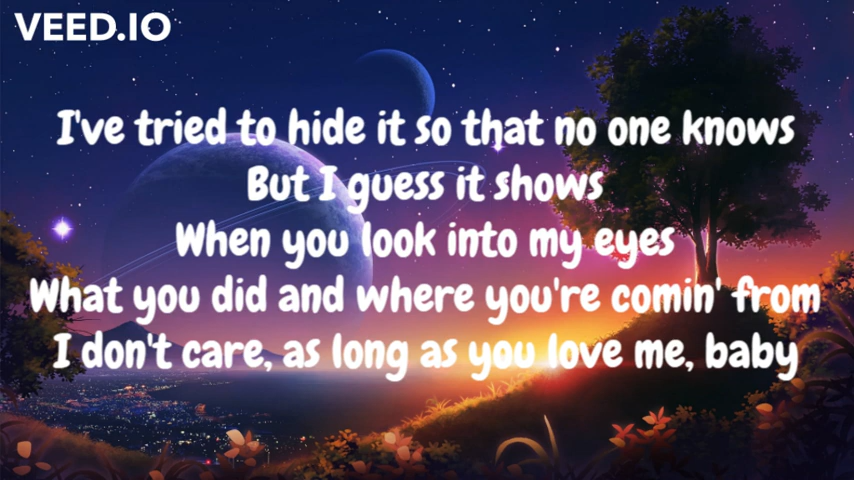 VEED.IO
I've tried to hide it so that no one knows
But I guess it shows
When you look into my eyes
What you did and where you're comin' from
I don't care, as long as you love me, baby